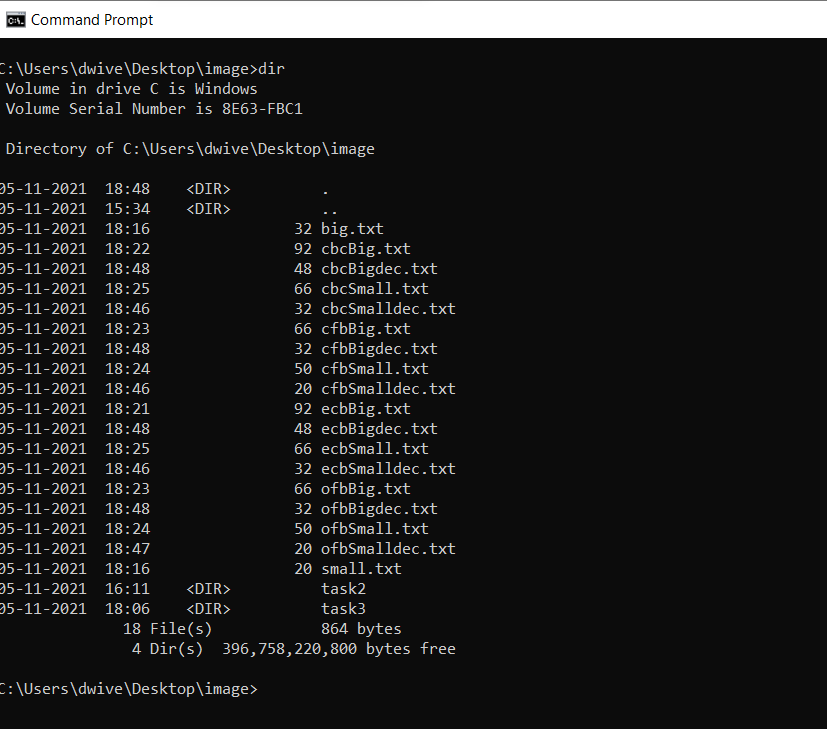 Command Prompt
C:\Users\dwive\Desktop\image>dir
Volume in drive C is Windows
Volume Serial Number is 8E63-FBC1
Directory of C:\Users\dwive\Desktop\image
05-11-2021 18:48 <DIR> .
05-11-2021 15:34 <DIR> ..
05-11-2021 18:16 32 big.txt
05-11-2021 18:22 92 cbcBig.txt
05-11-2021 18:48 48 cbcBigdec.txt
05-11-2021 18:25 66 cbcSmall.txt
05-11-2021 18:46 32 cbcSmalldec.txt
05-11-2021 18:23 66 cfbBig.txt
05-11-2021 18:48 32 cfbBigdec.txt
05-11-2021 18:24 50 cfbSmall.txt
05-11-2021 18:46 20 cfbSmalldec.txt
05-11-2021 18:21 92 ecbBig.txt
05-11-2021 18:48 48 ecbBigdec.txt
05-11-2021 18:25 66 ecbSmall.txt
05-11-2021 18:46 32 ecbSmalldec.txt
05-11-2021 18:23 66 ofbBig.txt
05-11-2021 18:48 32 ofbBigdec.txt
05-11-2021 18:24 50 ofbSmall.txt
05-11-2021 18:47 20 ofbSmalldec.txt
05-11-2021 18:16 20 small.txt
05-11-2021 16:11 <DIR> task2
05-11-2021 18:06 <DIR> task3
18 File(s) 864 bytes
4 Dir(s) 396,758,220,800 bytes free
C:\Users\dwive\Desktop\image>